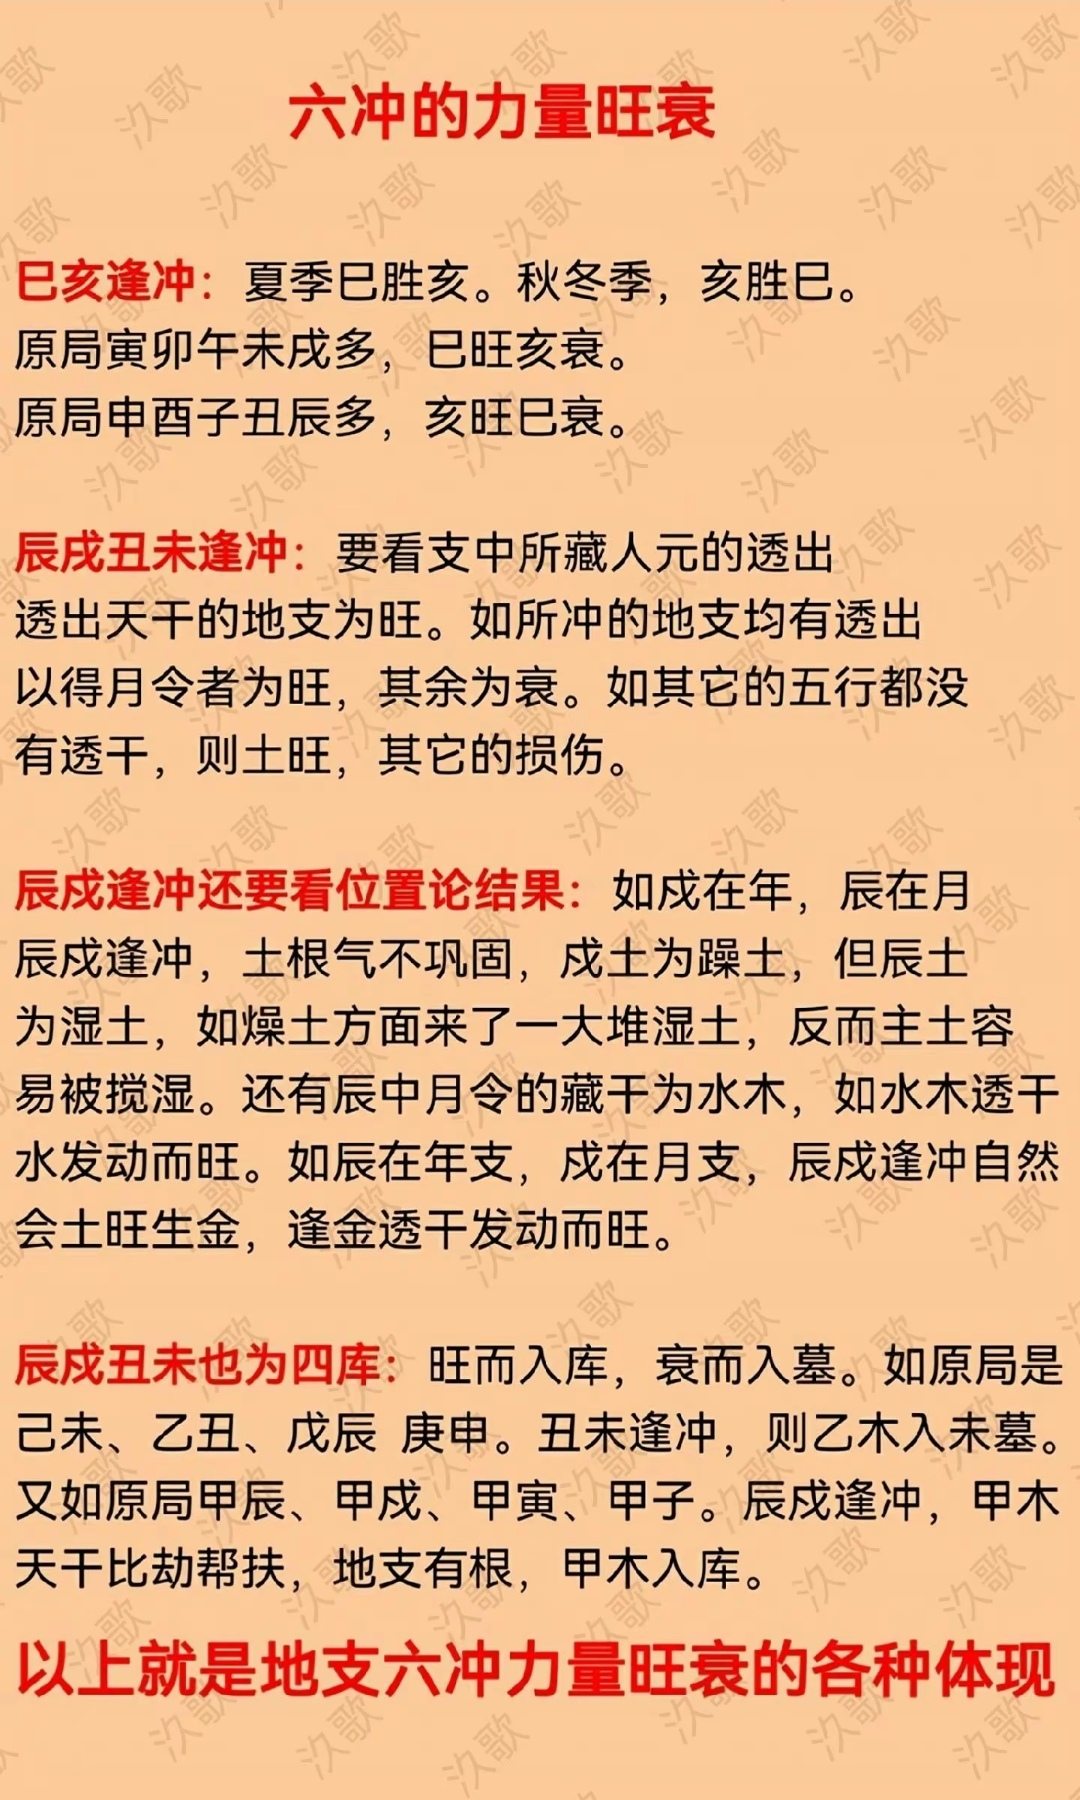 六冲的力量旺衰
巳亥逢冲：夏季巳胜亥。秋冬季，亥胜巳。
原局寅卯午未戌多，巳旺亥衰。
原局申酉子丑辰多，亥旺巳衰。
辰戌丑未逢冲：要看支中所藏人元的透出
透出天干的地支为旺。如所冲的地支均有透出
以得月令者为旺，其余为衰。如其它的五行都没
有透干，则土旺，其它的损伤。
辰戍逢冲还要看位置论结果：如戍在年，辰在月
辰戍逢冲，土根气不巩固，戍土为躁土，但辰土
为湿土，如燥土方面来了一大堆湿土，反而主土容
易被搅湿。还有辰中月令的藏干为水木，如水木透干
水发动而旺。如辰在年支，戍在月支，辰戍逢冲自然
会土旺生金，逢金透干发动而旺。
辰戍丑未也为四库：旺而入库，衰而入墓。如原局是
己未、乙丑、戊辰 庚申。丑未逢冲，则乙木入未墓。
又如原局甲辰、甲戍、甲寅、甲子。辰戍逢冲，甲木
天干比劫帮扶，地支有根，甲木入库。
以上就是地支六冲力量旺衰的各种体现
汣歌